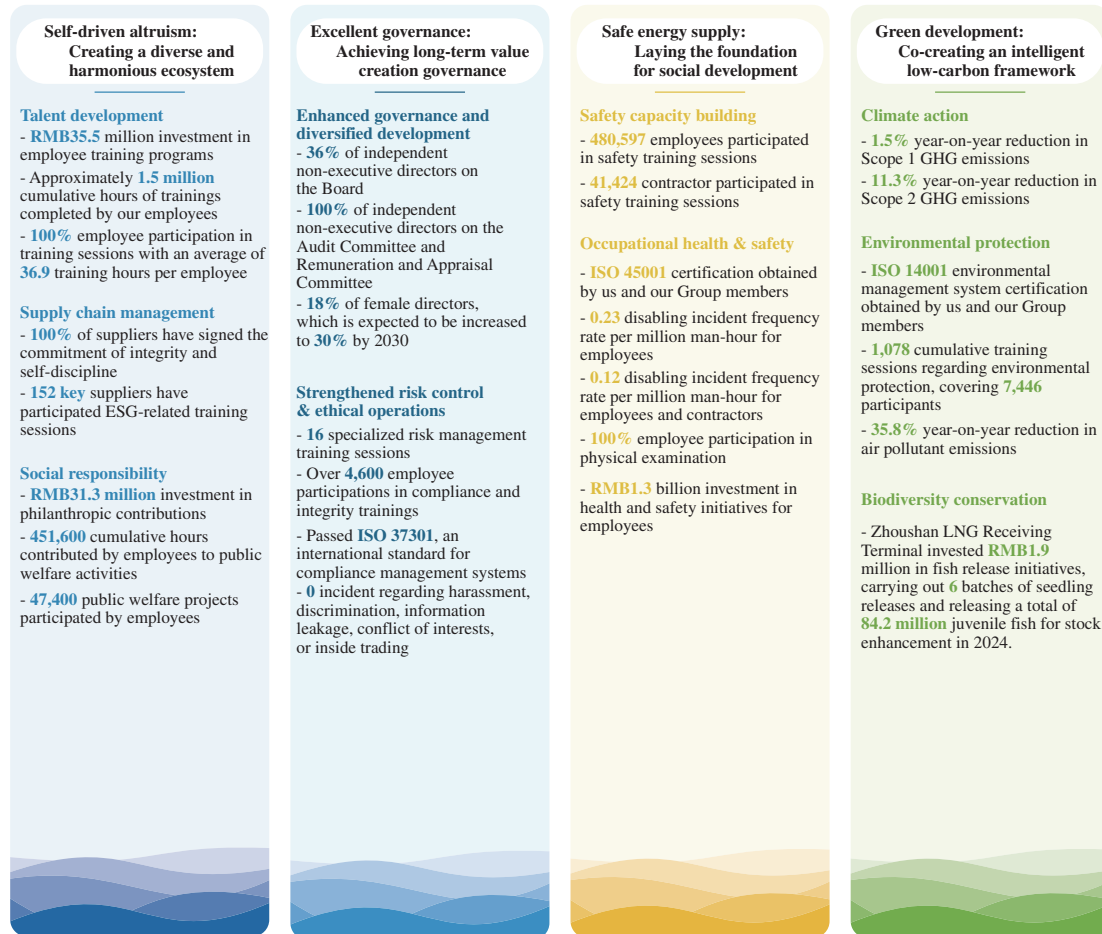 Self-driven altruism:
Creating a diverse and
harmonious ecosystem
Talent development
- RMB35.5 million investment in
employee training programs
- Approximately 1.5 million
cumulative hours of trainings
completed by our employees
- 100% employee participation in
training sessions with an average of
36.9 training hours per employee
Supply chain management
- 100% of suppliers have signed the
commitment of integrity and
self-discipline
- 152 key suppliers have
participated ESG-related training
sessions
Social responsibility
- RMB31.3 million investment in
philanthropic contributions
- 451,600 cumulative hours
contributed by employees to public
welfare activities
- 47,400 public welfare projects
participated by employees
Excellent governance:
Achieving long-term value
creation governance
Enhanced governance and
diversified development
- 36% of independent
non-executive directors on
the Board
- 100% of independent
non-executive directors on the
Audit Committee and
Remuneration and Appraisal
Committee
- 18% of female directors,
which is expected to be increased
to 30% by 2030
Strengthened risk control
& ethical operations
- 16 specialized risk management
training sessions
- Over 4,600 employee
participations in compliance and
integrity trainings
- Passed ISO 37301, an
international standard for
compliance management systems
- 0 incident regarding harassment,
discrimination, information
leakage, conflict of interests,
or inside trading
Safe energy supply:
Laying the foundation
for social development
Safety capacity building
- 480,597 employees participated
in safety training sessions
- 41,424 contractor participated in
safety training sessions
Occupational health & safety
- ISO 45001 certification obtained
by us and our Group members
- 0.23 disabling incident frequency
rate per million man-hour for
employees
- 0.12 disabling incident frequency
rate per million man-hour for
employees and contractors
- 100% employee participation in
physical examination
- RMB1.3 billion investment in
health and safety initiatives for
employees
Green development:
Co-creating an intelligent
low-carbon framework
Climate action
- 1.5% year-on-year reduction in
Scope 1 GHG emissions
- 11.3% year-on-year reduction in
Scope 2 GHG emissions
Environmental protection
- ISO 14001 environmental
management system certification
obtained by us and our Group
members
- 1,078 cumulative training
sessions regarding environmental
protection, covering 7,446
participants
- 35.8% year-on-year reduction in
air pollutant emissions
Biodiversity conservation
- Zhoushan LNG Receiving
Terminal invested RMB1.9
million in fish release initiatives,
carrying out 6 batches of seedling
releases and releasing a total of
84.2 million juvenile fish for stock
enhancement in 2024.